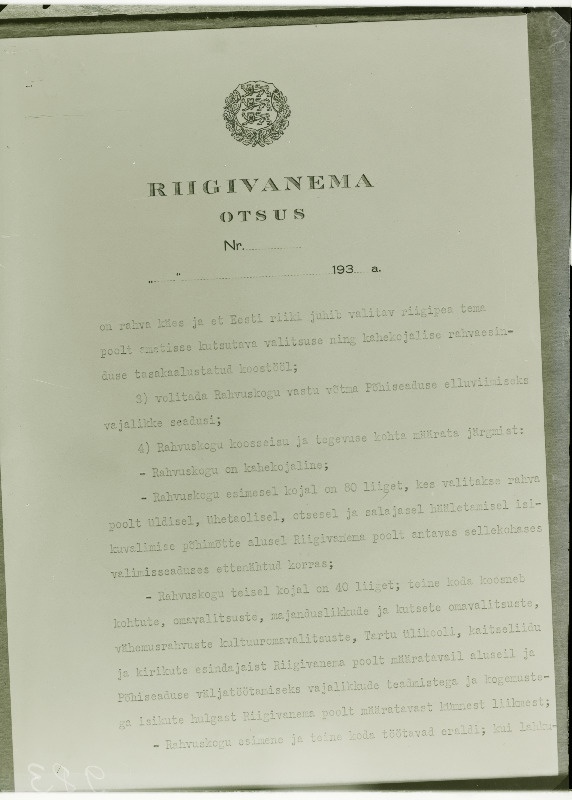 RIIGIVANEMA
OTSUS
Nr.
„ " 193 a.
on rahva käes ja et Eesti riiki juhib valitav riigipea tema
poolt ametisse kutsutava valitsuse ning kahekojalise rahvaesin-
duse tasakaalustatud koostööl;
3) volitada Rahvuskogu vastu võtma Põhiseaduse elluviimiseks
vajalikke seadusi;
4) Rahvuskogu koosseisu ja tegevuse kohta määrata järgmist:
- Rahvuskogu on kahekojaline;
- Rahvuskogu esimesel kojal on 80 liiget, kes valitakse rahva
poolt üldisel, ühetaolisel, otsesel ja salajasel hääletamisel isi-
kuvalimise põhimõtte alusel Riigivanema poolt antavas sellekohases
valimisseaduses ettenähtud korras;
- Rahvuskogu teisel kojal on 40 liiget; teine koda koosneb
kohtute, omavalitsuste, majanduslikkude ja kutsete omavalitsuste,
vähemusrahvuste kultuuromavalitsuste, Tartu ülikooli, kaitseliidu
ja kirikute esindajaist Riigivanema poolt määratavail aluseil ja
Põhiseaduse väljatöötamiseks vajalikkude teadmistega ja kogemuste-
ga isikute hulgast Riigivanema poolt määratavast kümnest liikmest;
- Rahvuskogu esimene ja teine koda töötavad eraldi; kui lahku-
983